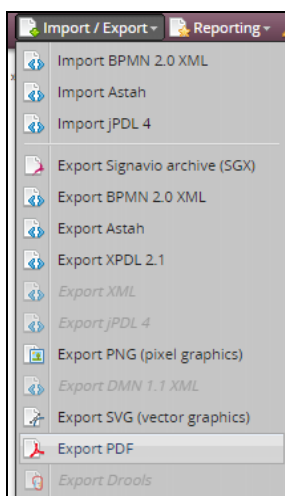 Import / Export Reporting
Import BPMN 2.0 XML
Import Astah
Import jPDL 4
Export Signavio archive (SGX)
Export BPMN 2.0 XML
Export Astah
Export XPDL 2.1
Export XML
Export jPDL 4
Export PNG (pixel graphics)
Export DMN 1.1 XML
Export SVG (vector graphics)
Export PDF
Export Drools